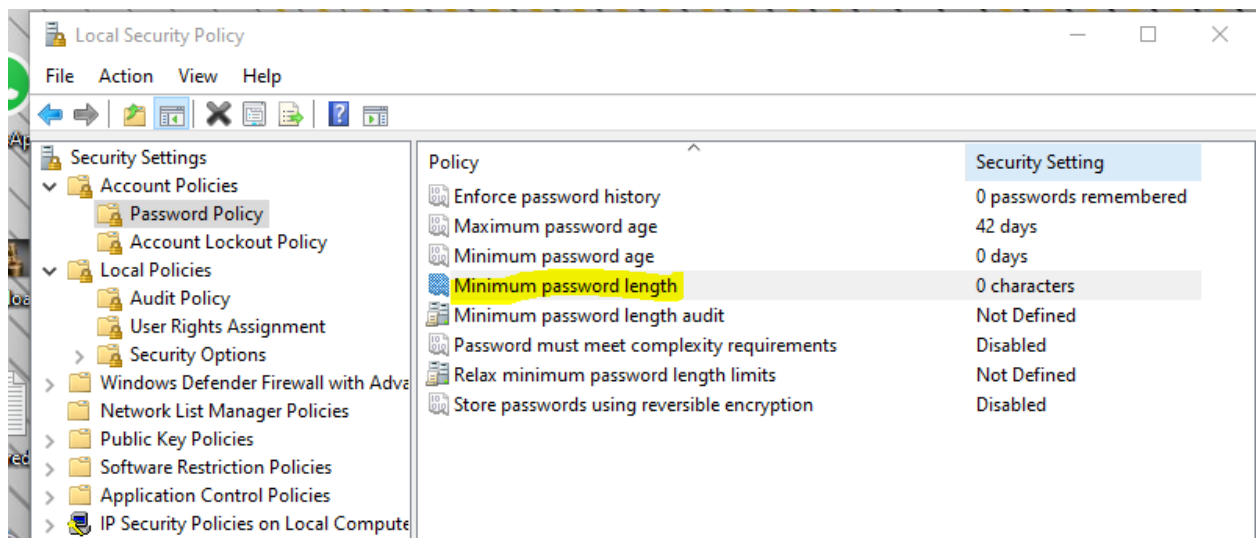 Local Security Policy
File Action View Help
Security Settings
Account Policies
Password Policy
Account Lockout Policy
Local Policies
Audit Policy
User Rights Assignment
Security Options
Windows Defender Firewall with Adva
Network List Manager Policies
Public Key Policies
Software Restriction Policies
Application Control Policies
IP Security Policies on Local Compute
Policy Security Setting
Enforce password history 0 passwords remembered
Maximum password age 42 days
Minimum password age 0 days
Minimum password length 0 characters
Minimum password length audit Not Defined
Password must meet complexity requirements Disabled
Relax minimum password length limits Not Defined
Store passwords using reversible encryption Disabled